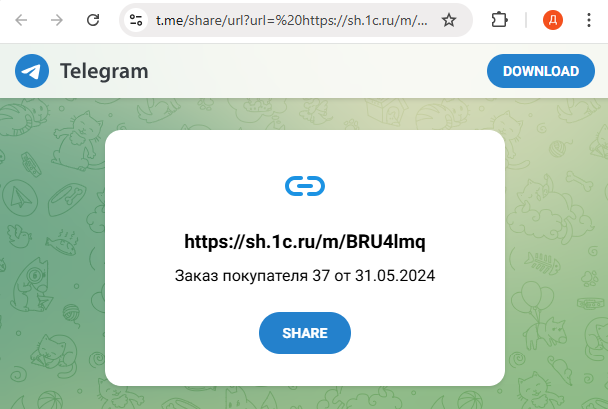 t.me/share/url?url=%20https://sh.1c.ru/m/...
Д
Telegram
DOWNLOAD
https://sh.1c.ru/m/BRU4lmq
Заказ покупателя 37 от 31.05.2024
SHARE